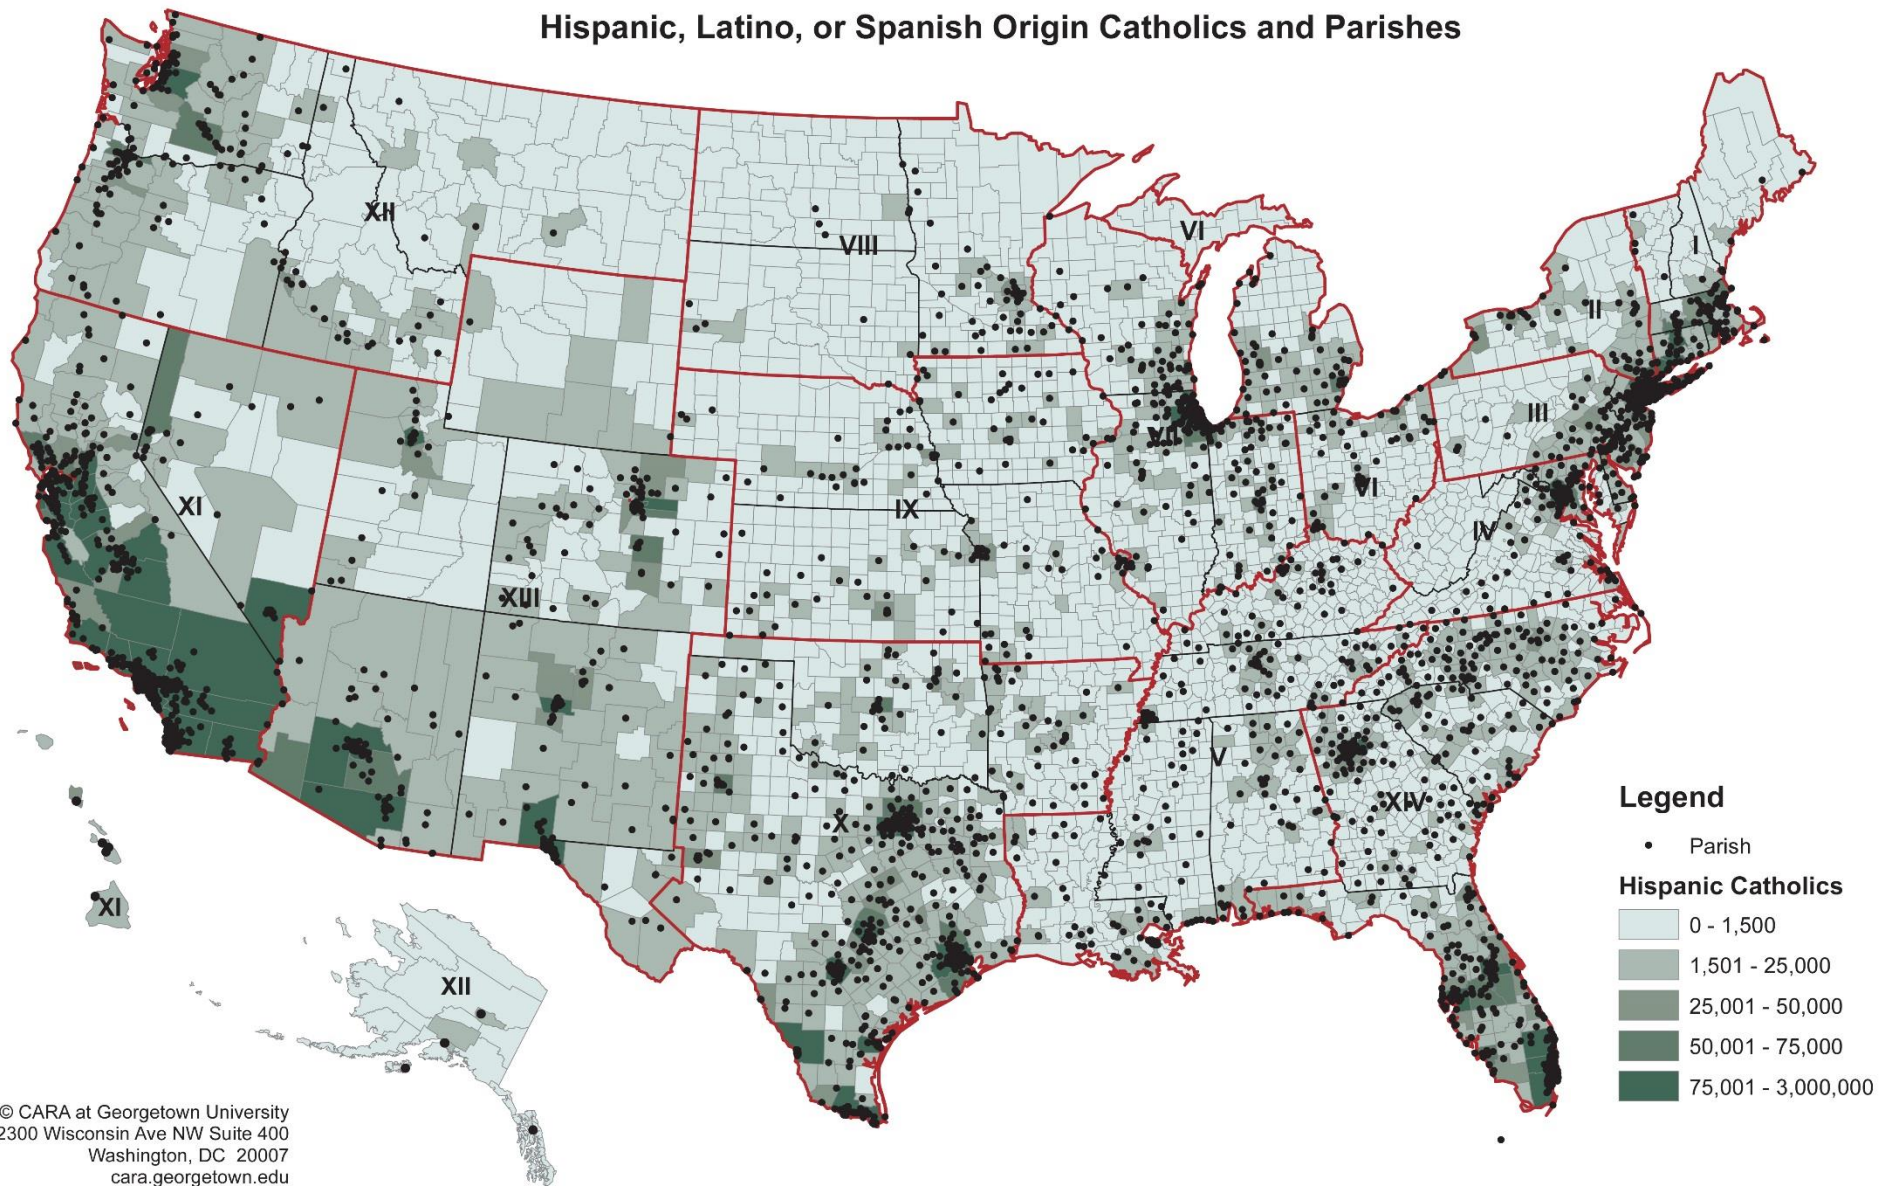 Hispanic, Latino, or Spanish Origin Catholics and Parishes
XII
VIII
VI
I
II
III
VII
XI
IX
VI
IV
XIII
V
X
XIV
XI
XII
Legend
Parish
Hispanic Catholics
0 - 1,500
1,501 - 25,000
25,001 - 50,000
50,001 - 75,000
75,001 - 3,000,000
© CARA at Georgetown University
2300 Wisconsin Ave NW Suite 400
Washington, DC 20007
cara.georgetown.edu